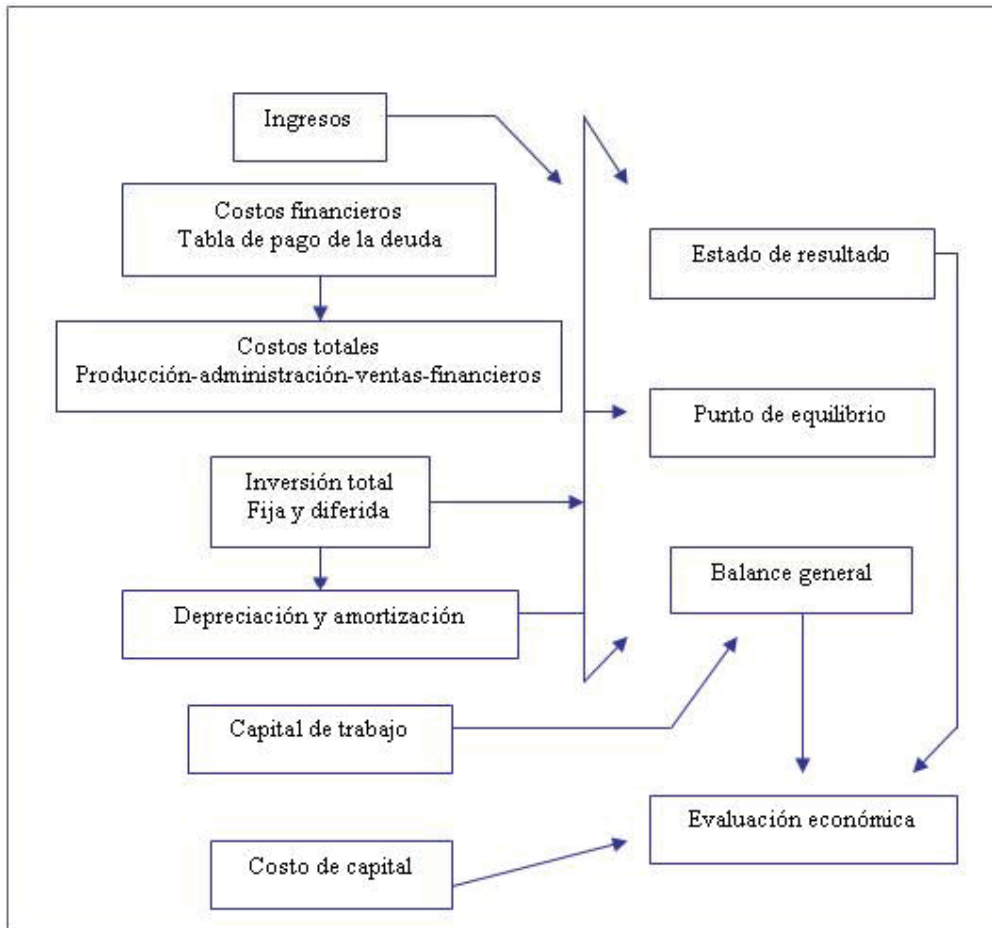 Ingresos
Costos financieros
Tabla de pago de la deuda
Costos totales
Producción-administración-ventas-financieros
Inversión total
Fija y diferida
Depreciación y amortización
Capital de trabajo
Costo de capital
Estado de resultado
Punto de equilibrio
Balance general
Evaluación económica